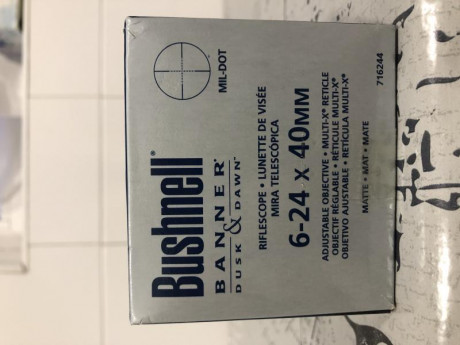 Bushnell®
BANNER®
DUSK & DAWN™
RIFLESCOPE • LUNETTE DE VISÉE
MIRA TELESCÓPICA
6-24 x 40MM
ADJUSTABLE OBJECTIVE • MULTI-X® RETICLE
OBJECTIF RÉGLABLE • RÉTICULE MULTI-X®
OBJETIVO AJUSTABLE • RETÍCULA MULTI-X®
MATTE • MAT • MATE
MIL-DOT
716244